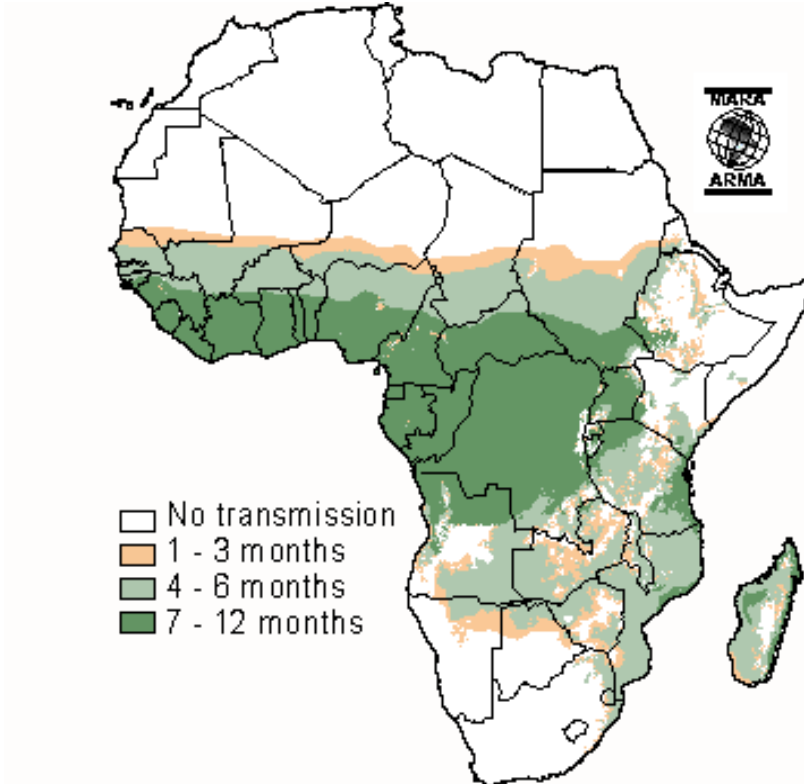 MARA
ARMA
No transmission
1 - 3 months
4 - 6 months
7 - 12 months